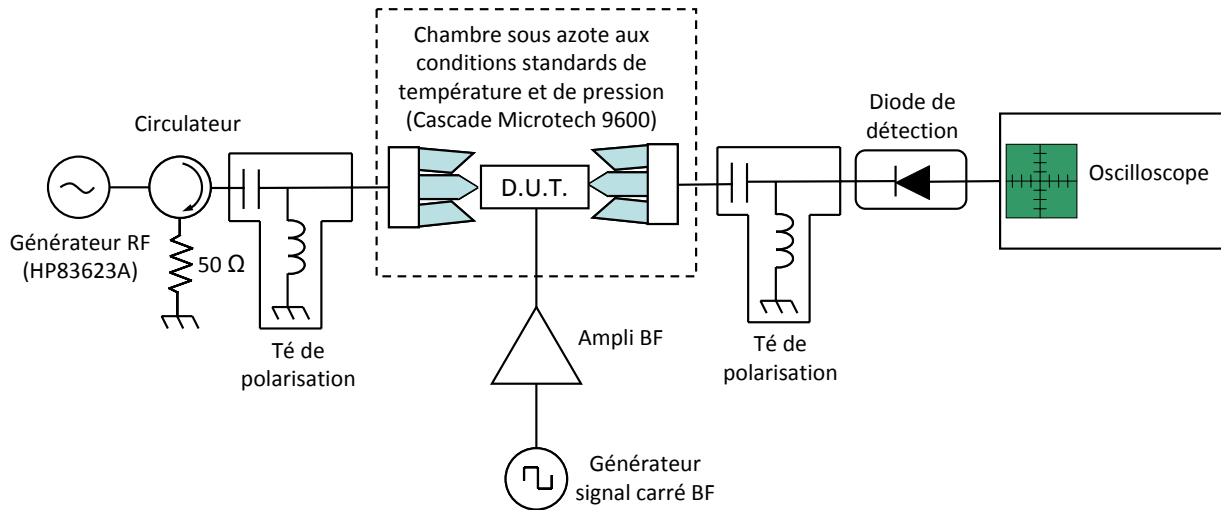 Chambre sous azote aux
conditions standards de
température et de pression
(Cascade Microtech 9600)
Circulateur
Diode de
détection
D.U.T.
Oscilloscope
Générateur RF
(HP83623A)
50 Ω
Té de
polarisation
Ampli BF
Té de
polarisation
Générateur
signal carré BF